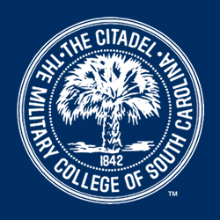 · THE CITADEL ·
THE MILITARY COLLEGE OF SOUTH CAROLINA
1842
™